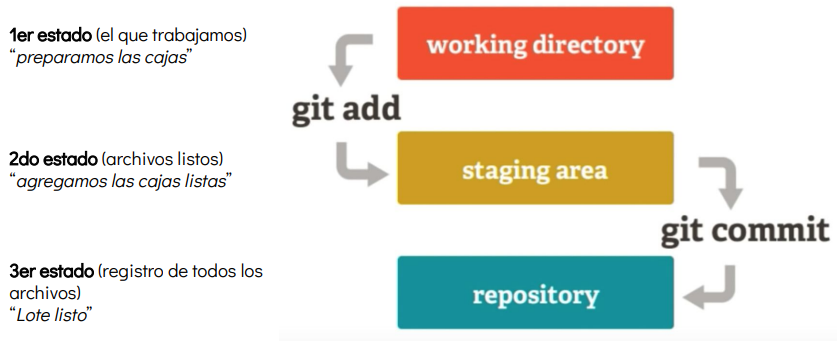 1er estado (el que trabajamos)
“preparamos las cajas”
working directory
git add
2do estado (archivos listos)
“agregamos las cajas listas”
staging area
git commit
3er estado (registro de todos los
archivos)
“Lote listo”
repository